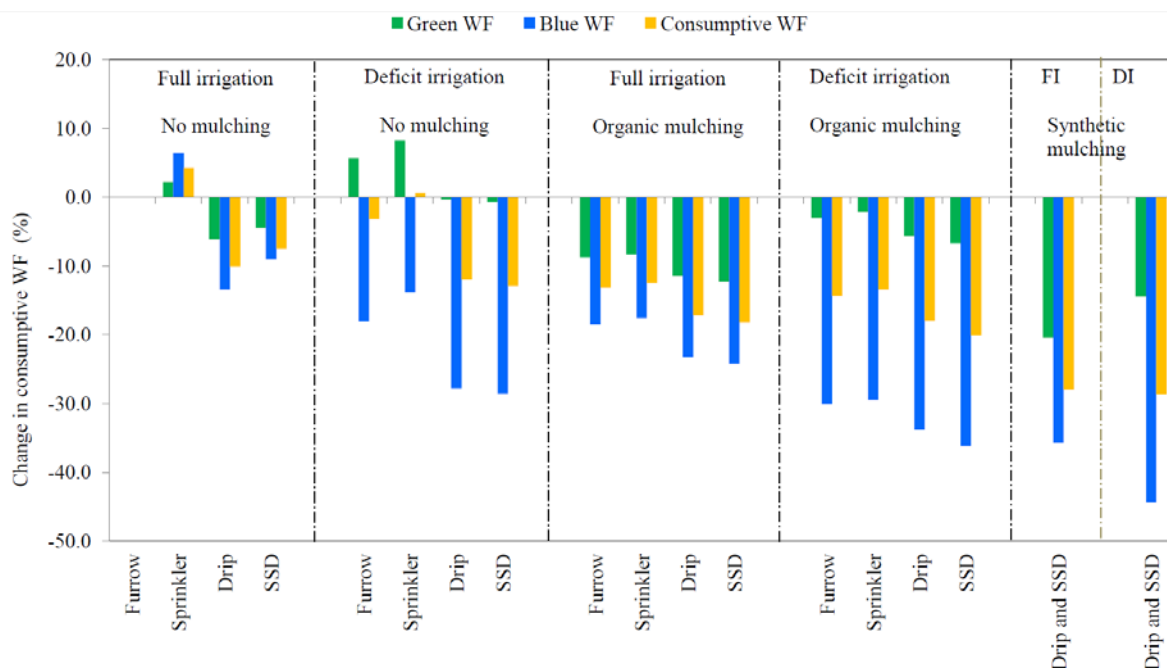 Green WF Blue WF Consumptive WF
20.0
10.0
0.0
-10.0
-20.0
-30.0
-40.0
-50.0
Change in consumptive WF (%)
Full irrigation
No mulching
Deficit irrigation
No mulching
Full irrigation
Organic mulching
Deficit irrigation
Organic mulching
FI DI
Synthetic
mulching
Furrow
Sprinkler
Drip
SSD
Furrow
Sprinkler
Drip
SSD
Furrow
Sprinkler
Drip
SSD
Furrow
Sprinkler
Drip
SSD
Drip and SSD
Drip and SSD